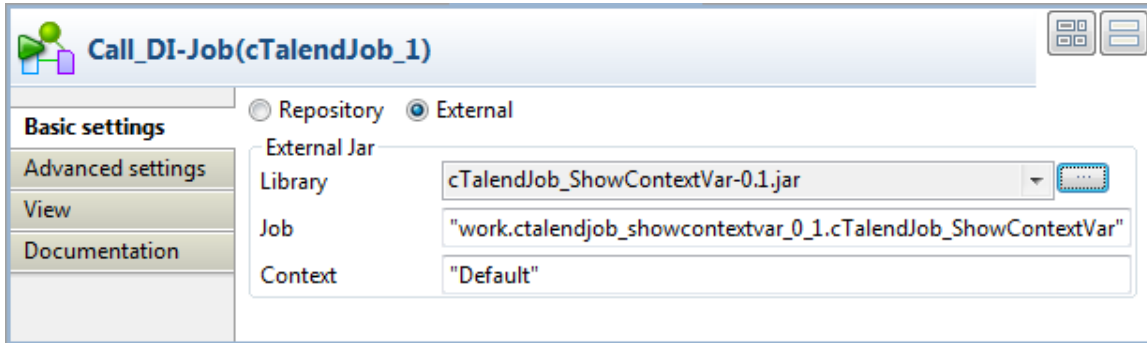 Call_DI-Job(cTalendJob_1)
Basic settings
Advanced settings
View
Documentation
Repository External
External Jar
Library cTalendJob_ShowContextVar-0.1.jar ...
Job "work.ctalendjob_showcontextvar_0_1.cTalendJob_ShowContextVar"
Context "Default"